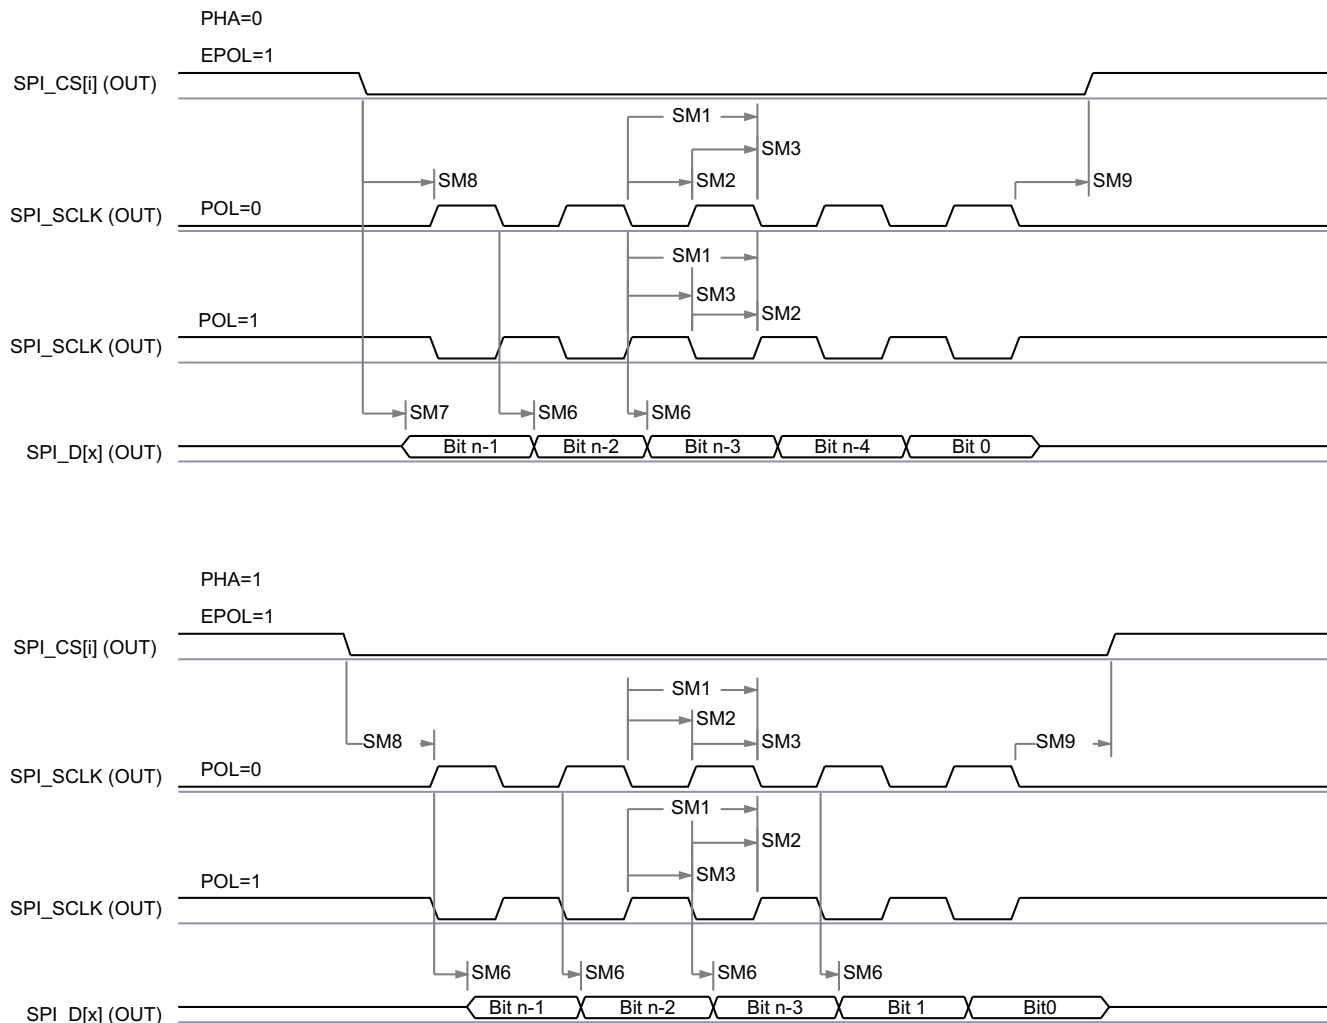 PHA=0
EPOL=1
SPI_CS[i] (OUT)
SM1
SM3
SM8 SM2 SM9
SPI_SCLK (OUT) POL=0
SM1
SM3
SM2
POL=1
SPI_SCLK (OUT)
SM7 SM6 SM6
SPI_D[x] (OUT) Bit n-1 Bit n-2 Bit n-3 Bit n-4 Bit 0
PHA=1
EPOL=1
SPI_CS[i] (OUT)
SM1
SM2
SM8 SM3 SM9
SPI_SCLK (OUT) POL=0
SM1
SM2
SM3
POL=1
SPI_SCLK (OUT)
SM6 SM6 SM6 SM6
SPI_D[x] (OUT) Bit n-1 Bit n-2 Bit n-3 Bit 1 Bit0